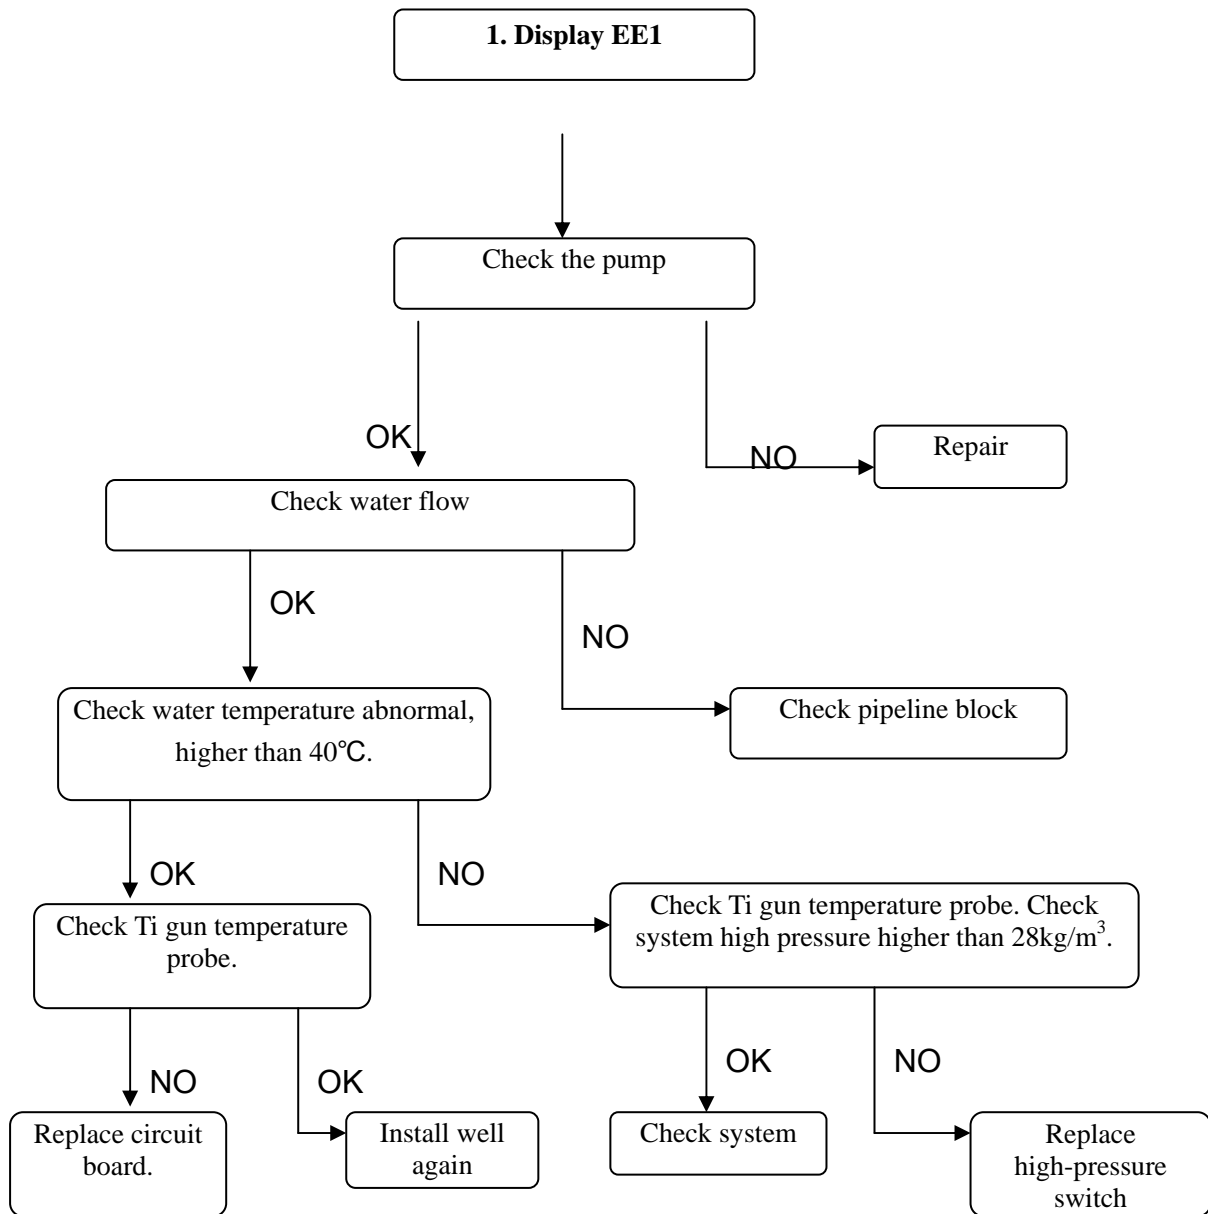 1. Display EE1
Check the pump
OK
NO
Repair
Check water flow
OK
NO
Check water temperature abnormal,
higher than 40℃.
Check pipeline block
OK
NO
Check Ti gun temperature
probe.
Check Ti gun temperature probe. Check
system high pressure higher than 28kg/m³.
NO
OK
OK
NO
Replace circuit
board.
Install well
again
Check system
Replace
high-pressure
switch